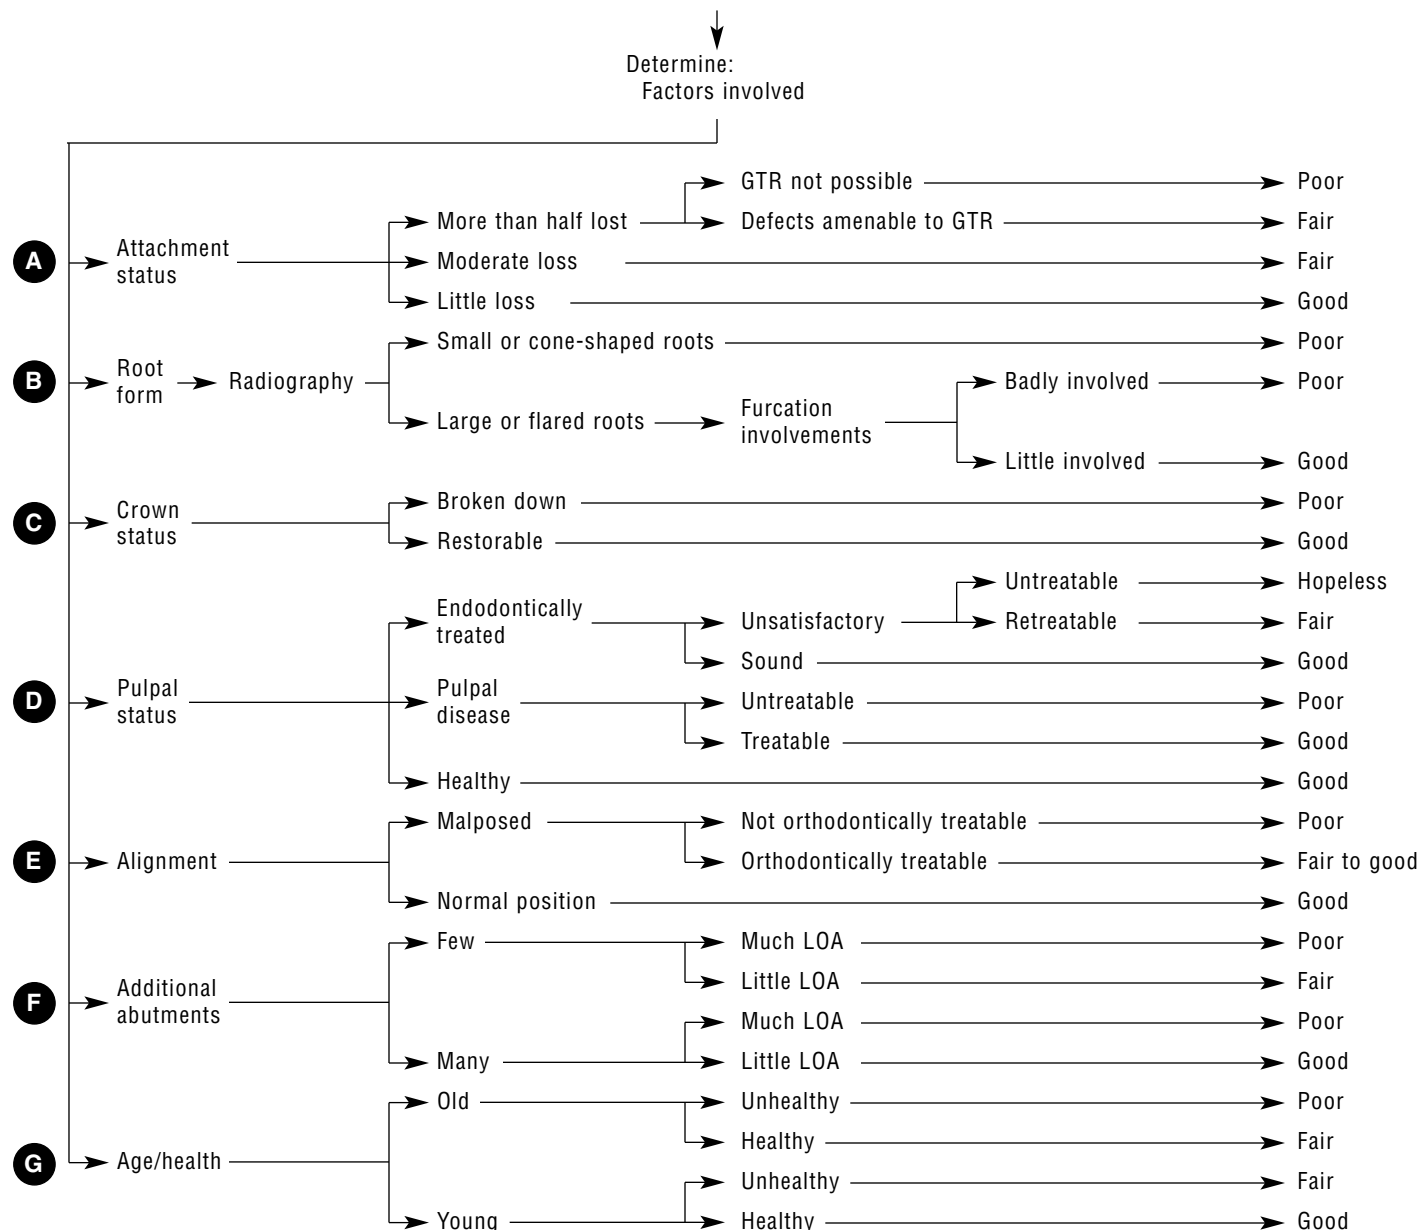 Determine:
Factors involved
GTR not possible Poor
More than half lost Defects amenable to GTR Fair
A Attachment status Moderate loss Fair
Little loss Good
Small or cone-shaped roots Poor
B Root form Radiography Badly involved Poor
Large or flared roots Furcation involvements
Little involved Good
Broken down Poor
C Crown status
Restorable Good
Untreatable Hopeless
Endodontically treated Unsatisfactory Retreatable Fair
Sound Good
D Pulpal status Pulpal disease Untreatable Poor
Treatable Good
Healthy Good
Malposed Not orthodontically treatable Poor
E Alignment Orthodontically treatable Fair to good
Normal position Good
Few Much LOA Poor
Little LOA Fair
F Additional abutments
Much LOA Poor
Many Little LOA Good
Old Unhealthy Poor
Healthy Fair
G Age/health
Unhealthy Fair
Young Healthy Good